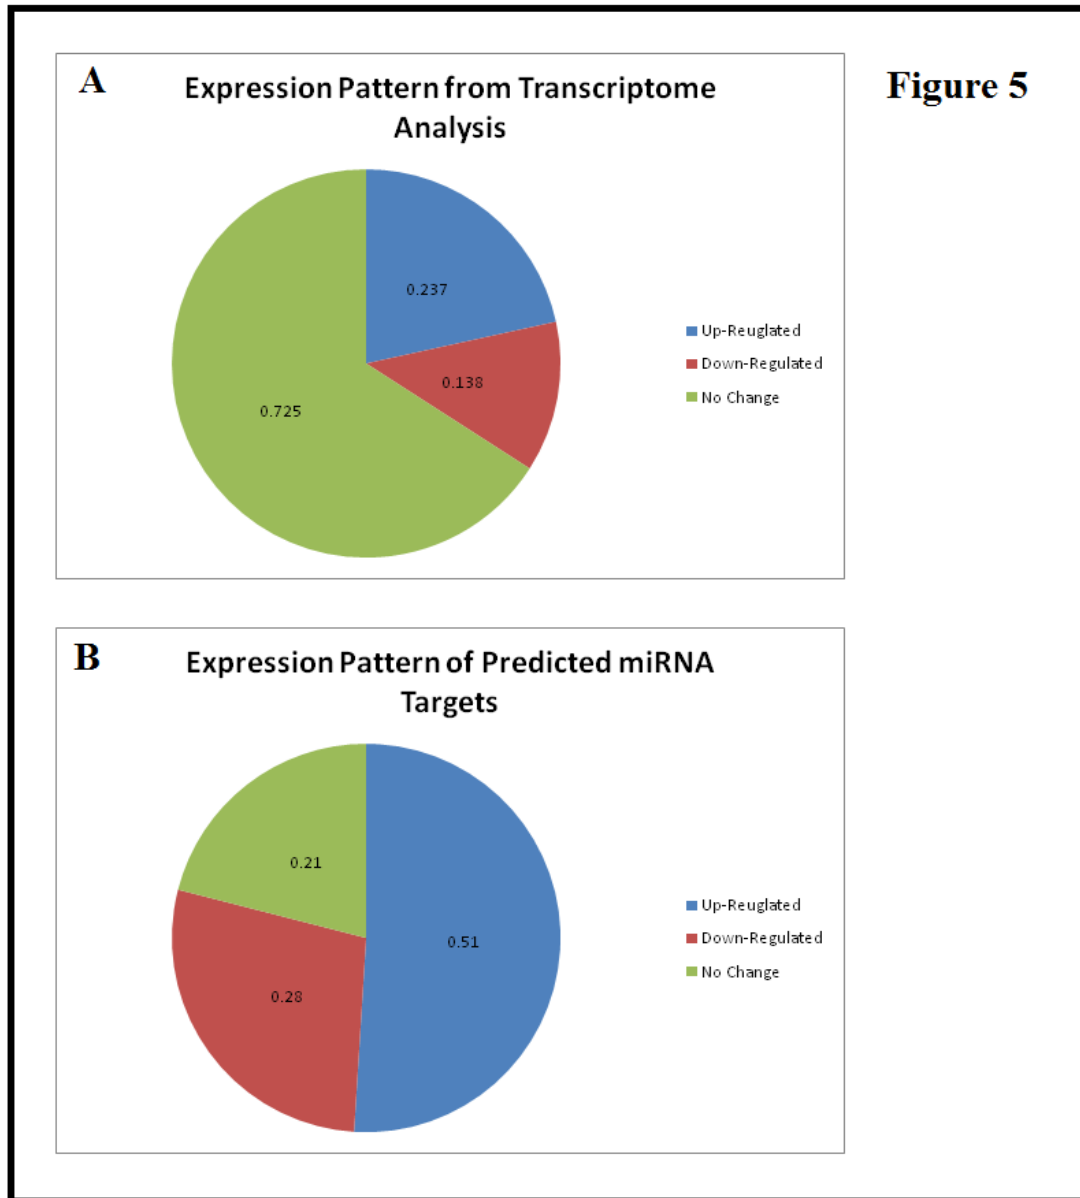 A
Expression Pattern from Transcriptome
Analysis
Figure 5
0.237
0.138
0.725
Up-Reuglated
Down-Regulated
No Change
B
Expression Pattern of Predicted miRNA
Targets
0.21
0.51
0.28
Up-Reuglated
Down-Regulated
No Change